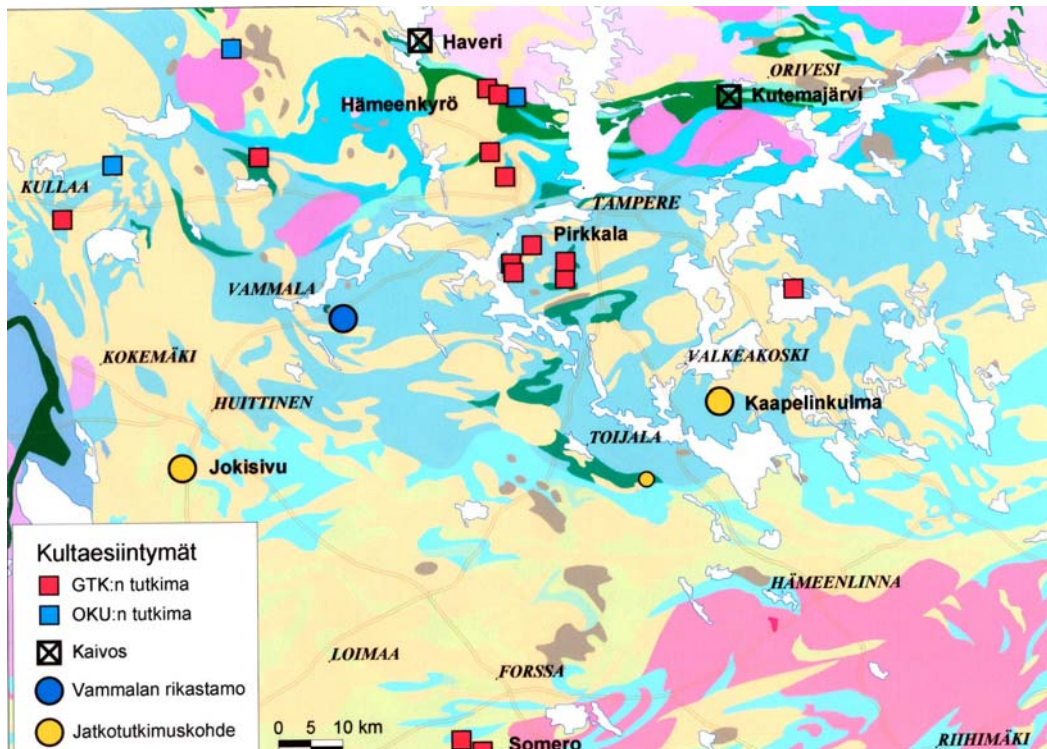 Haveri
ORIVESI
Hämeenkyrö
Kutemajärvi
KULLAA
TAMPERE
Pirkkala
VAMMALA
KOKEMÄKI
VALKEAKOSKI
HUITTINEN
Kaapelinkulma
TOIJALA
Jokisivu
Kultaesiintymät
GTK:n tutkima
OKU:n tutkima
Kaivos
Vammalan rikastamo
Jatkotutkimuskohde
HÄMEENLINNA
LOIMAA
FORSSA
0 5 10 km
Somero
RIIHIMÄKI